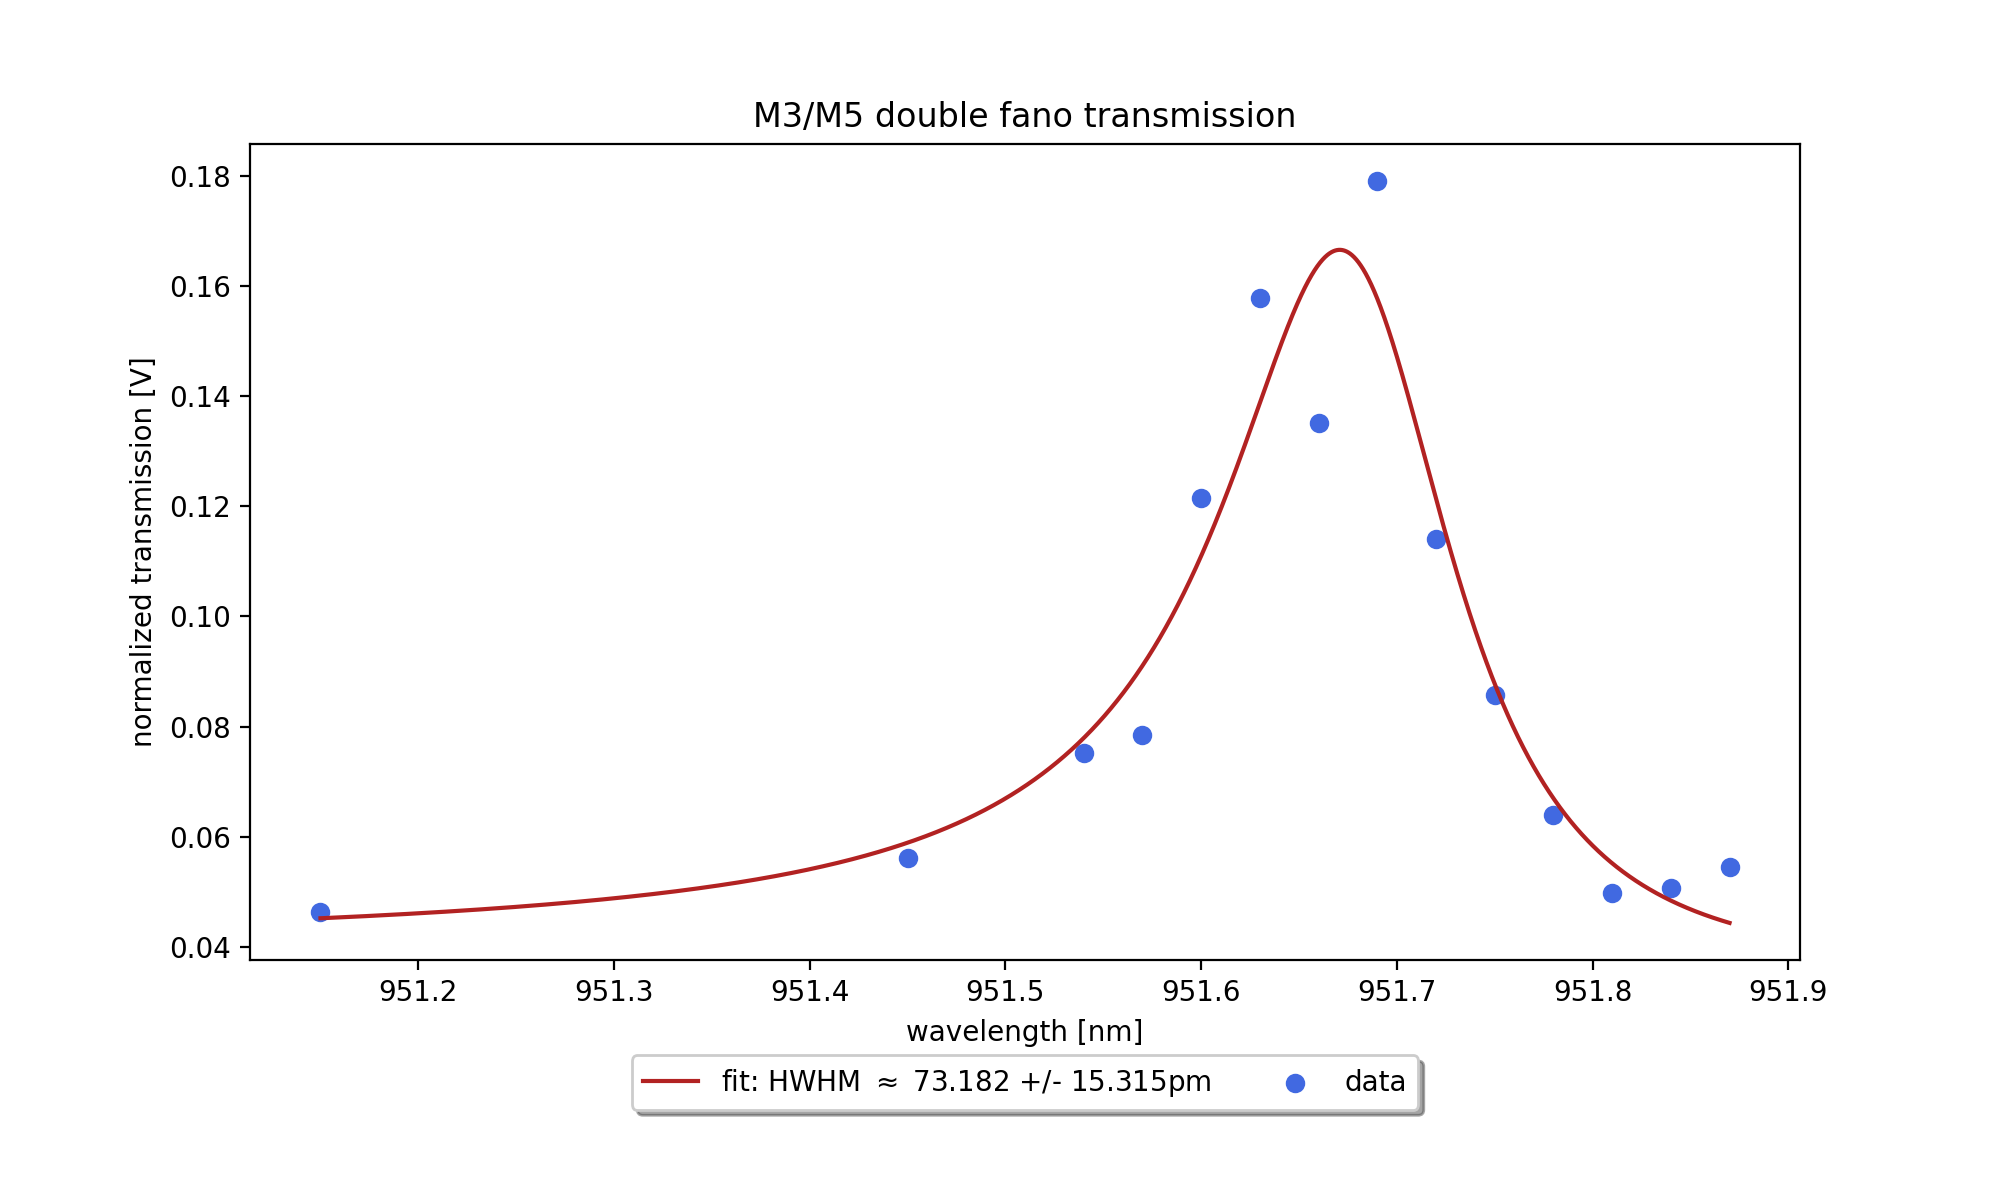 M3/M5 double fano transmission
normalized transmission [V]
0.18
0.16
0.14
0.12
0.10
0.08
0.06
0.04
951.2 951.3 951.4 951.5 951.6 951.7 951.8 951.9
wavelength [nm]
fit: HWHM ≈ 73.182 +/- 15.315pm data